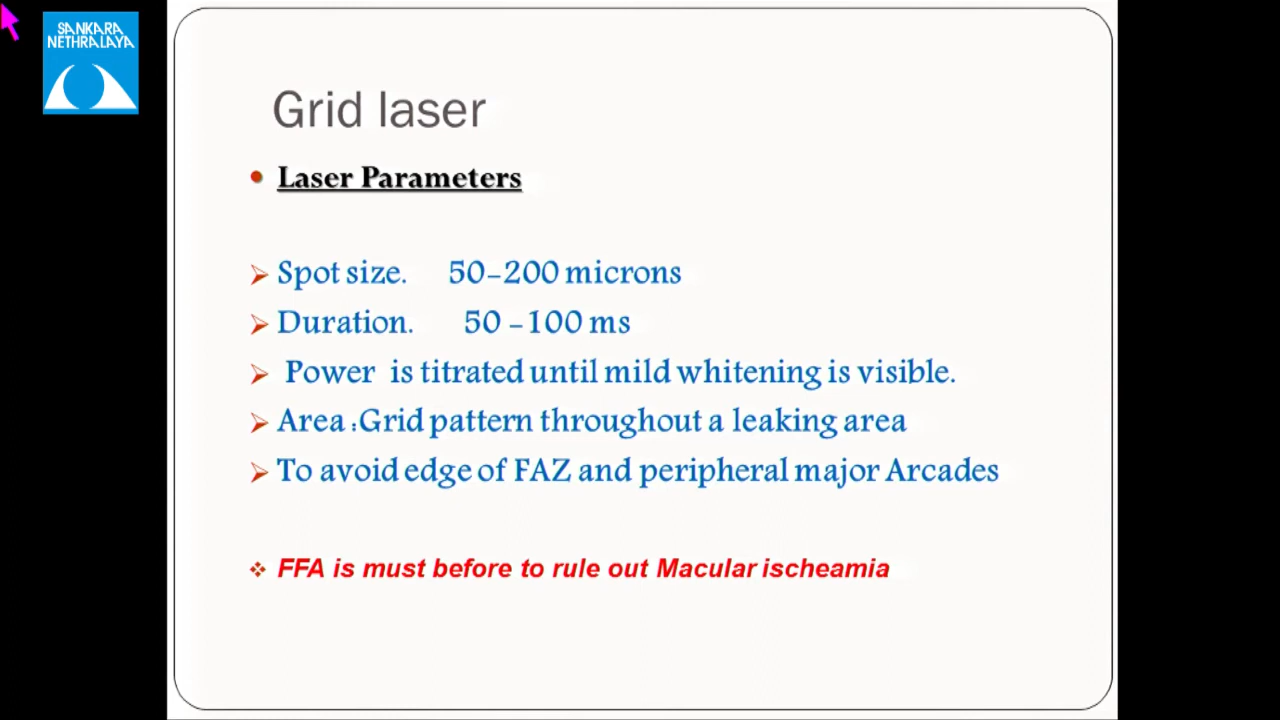 SANKARA
NETHRALAYA
Grid laser
Laser Parameters
Spot size. 50-200 microns
Duration. 50 -100 ms
Power is titrated until mild whitening is visible.
Area :Grid pattern throughout a leaking area
To avoid edge of FAZ and peripheral major Arcades
FFA is must before to rule out Macular ischeamia